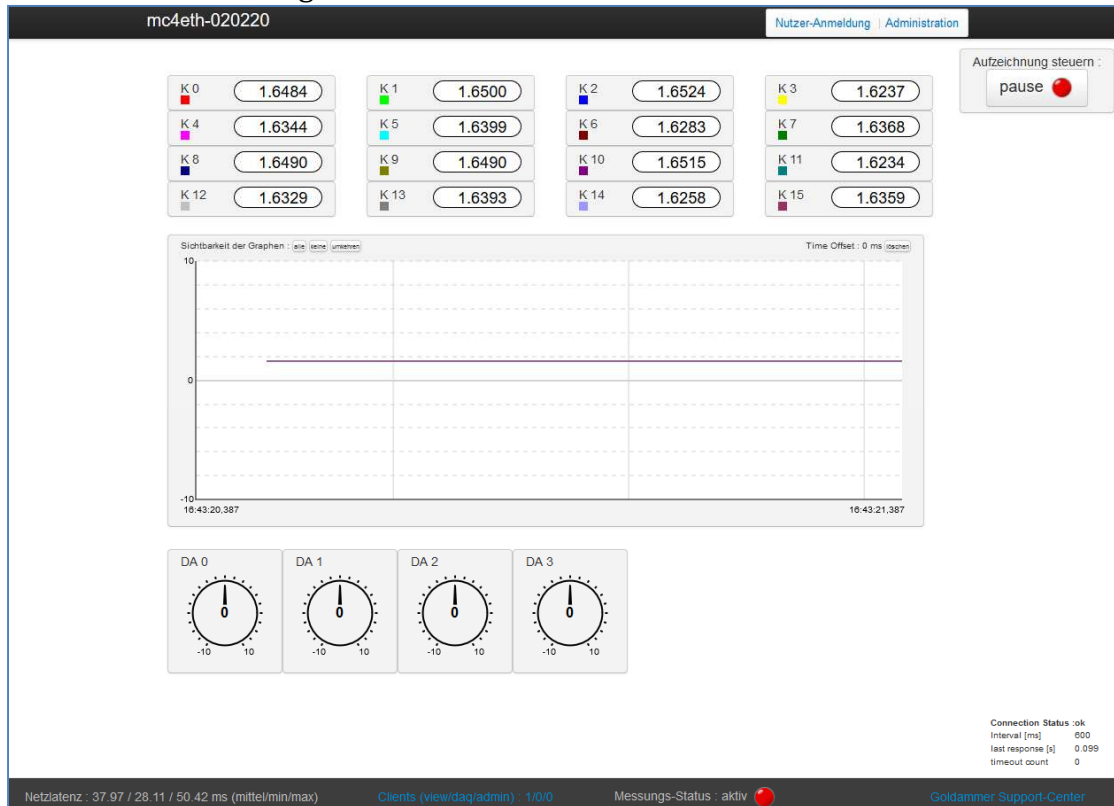 mc4eth-020220
Nutzer-Anmeldung | Administration
Aufzeichnung steuern :
pause
K 0 1.6484 K 1 1.6500 K 2 1.6524 K 3 1.6237
K 4 1.6344 K 5 1.6399 K 6 1.6283 K 7 1.6368
K 8 1.6490 K 9 1.6490 K 10 1.6515 K 11 1.6234
K 12 1.6329 K 13 1.6393 K 14 1.6258 K 15 1.6359
Sichtbarkeit der Graphen : alle keine umkehren Time Offset : 0 ms löschen
10
0
-10
16:43:20,387 16:43:21,387
DA 0 DA 1 DA 2 DA 3
0 0 0 0
-10 10 -10 10 -10 10 -10 10
Connection Status :ok
Interval [ms] 600
last response [s] 0.099
timeout count 0
Netzlatenz : 37.97 / 28.11 / 50.42 ms (mittel/min/max) Clients (view/daq/admin) : 1/0/0 Messungs-Status : aktiv Goldammer Support-Center